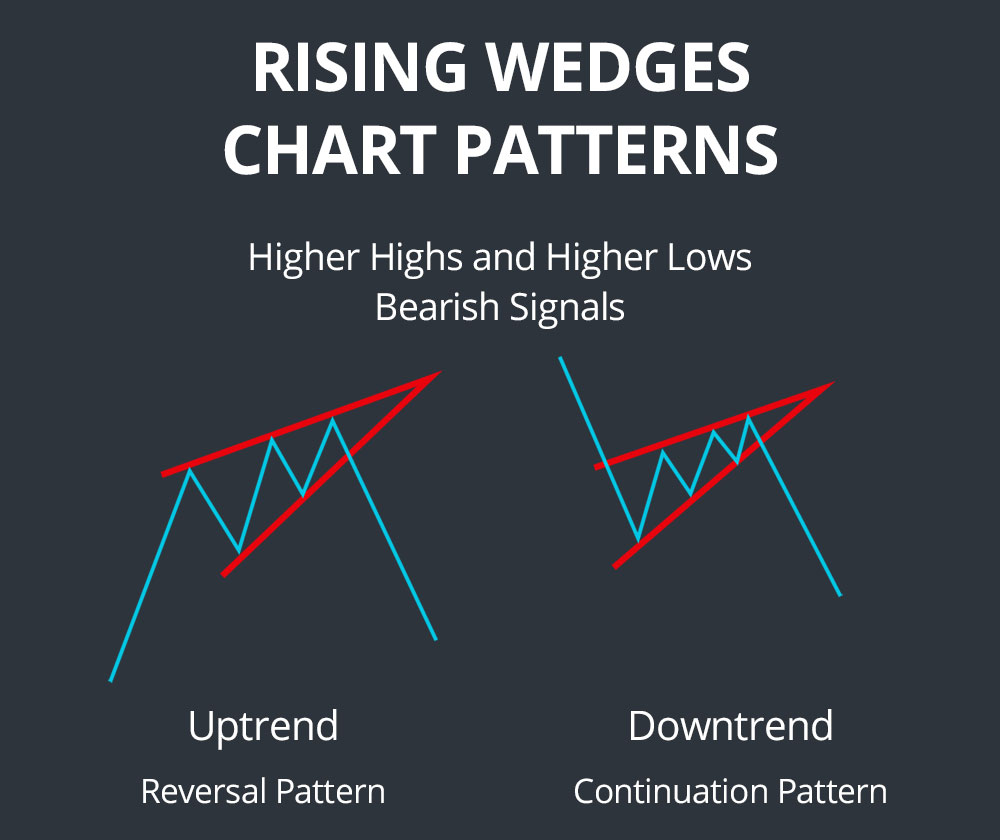 RISING WEDGES
CHART PATTERNS
Higher Highs and Higher Lows
Bearish Signals
Uptrend
Reversal Pattern
Downtrend
Continuation Pattern